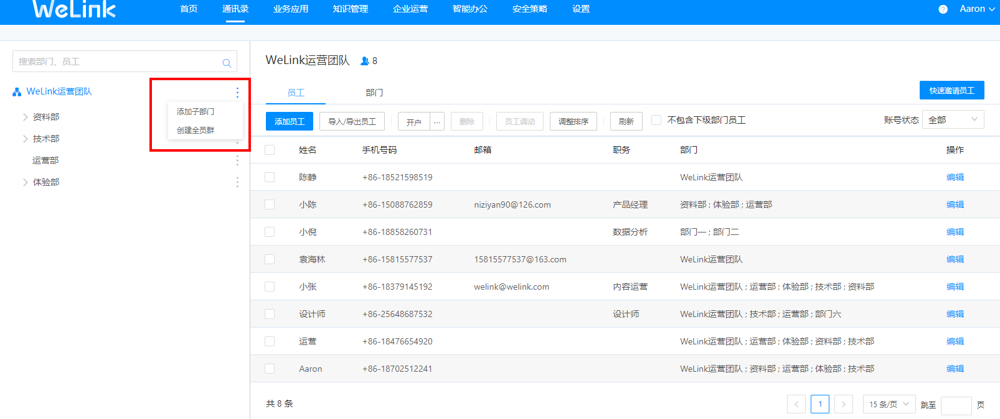 WeLink 首页 通讯录 业务应用 知识管理 企业运营 智能办公 安全策略 设置 ? Aaron
搜索部门、员工
WeLink运营团队
添加子部门
创建全员群
资料部
技术部
运营部
体验部
WeLink运营团队 8
员工 部门 快速邀请员工
添加员工 导入/导出员工 开户 ... 删除 员工调动 调整排序 刷新 不包含下级部门员工 账号状态 全部
姓名 手机号码 邮箱 职务 部门 操作
陈静 +86-18521598519 WeLink运营团队 编辑
小陈 +86-15088762859 niziyan90@126.com 产品经理 资料部 ; 体验部 ; 运营部 编辑
小倪 +86-18858260731 数据分析 部门一 ; 部门二 编辑
袁海林 +86-15815577537 15815577537@163.com WeLink运营团队 编辑
小张 +86-18379145192 welink@welink.com 内容运营 WeLink运营团队 ; 运营部 ; 体验部 ; 技术部 ; 资料部 编辑
设计师 +86-25648687532 设计师 WeLink运营团队 ; 技术部 ; 运营部 ; 部门六 编辑
运营 +86-18476654920 WeLink运营团队 ; 运营部 ; 体验部 ; 资料部 ; 技术部 编辑
Aaron +86-18702512241 WeLink运营团队 ; 资料部 ; 运营部 ; 体验部 ; 技术部 编辑
共 8 条 < 1 > 15 条/页 跳至 页